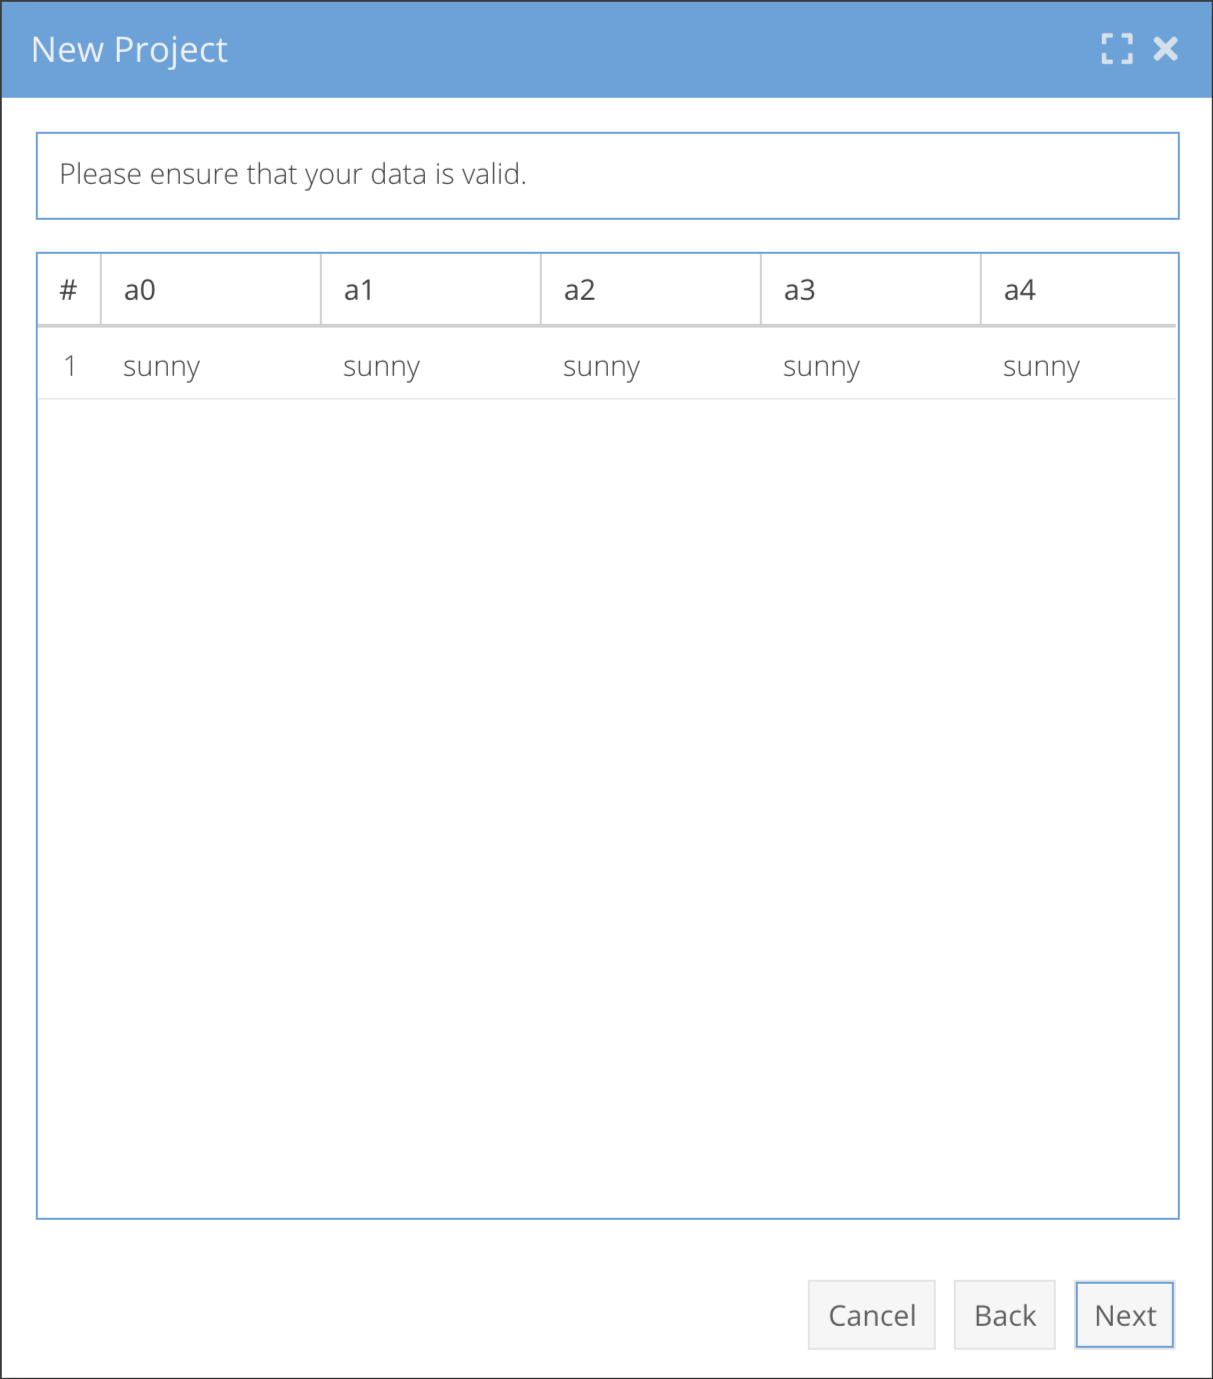 New Project
Please ensure that your data is valid.
# a0 a1 a2 a3 a4
1 sunny sunny sunny sunny sunny
Cancel Back Next